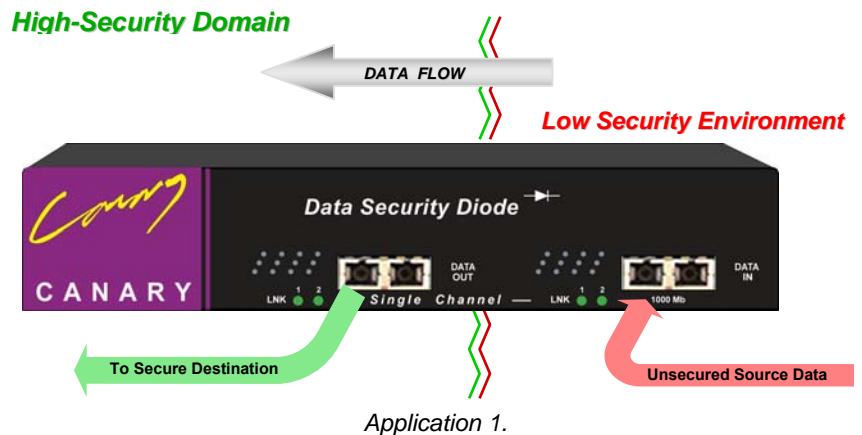 High-Security Domain
DATA FLOW
Low Security Environment
Canary
Data Security Diode
CANARY
DATA OUT
DATA IN
LNK 1 2
Single Channel
LNK 1 2
1000 Mb
To Secure Destination
Unsecured Source Data
Application 1.